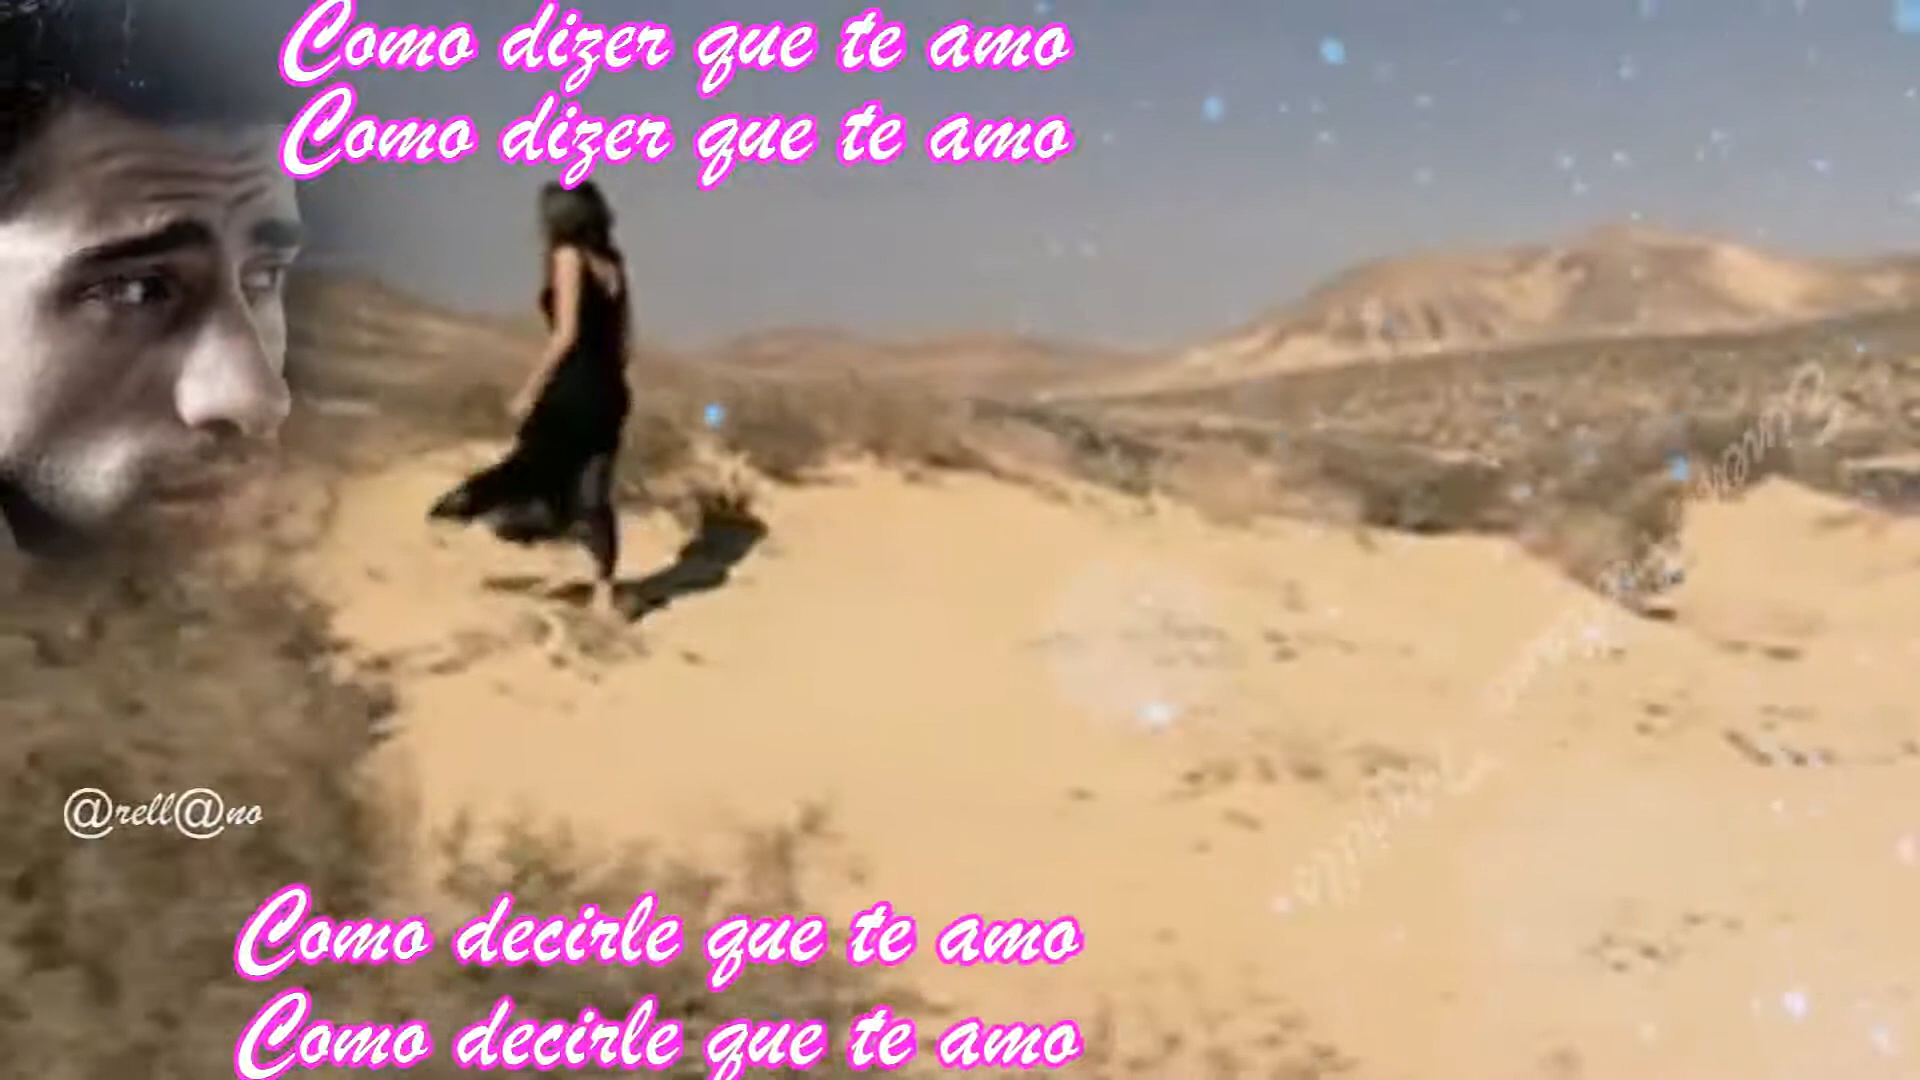 Como dizer que te amo
Como dizer que te amo
@rell@no
Como decirle que te amo
Como decirle que te amo